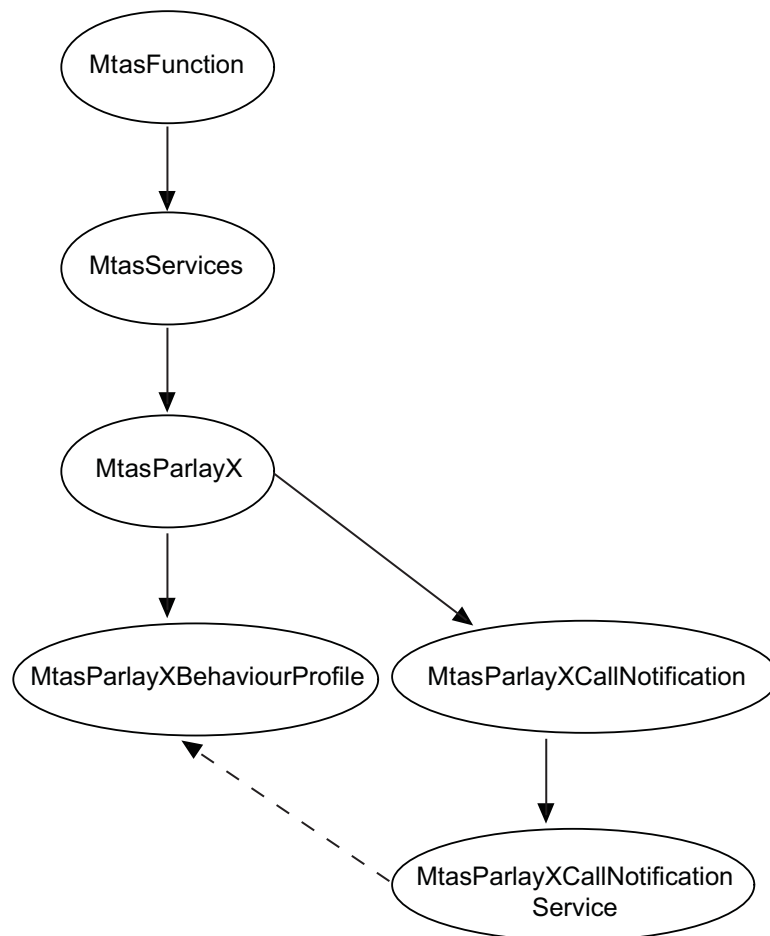 MtasFunction
MtasServices
MtasParlayX
MtasParlayXBehaviourProfile
MtasParlayXCallNotification
MtasParlayXCallNotification
Service